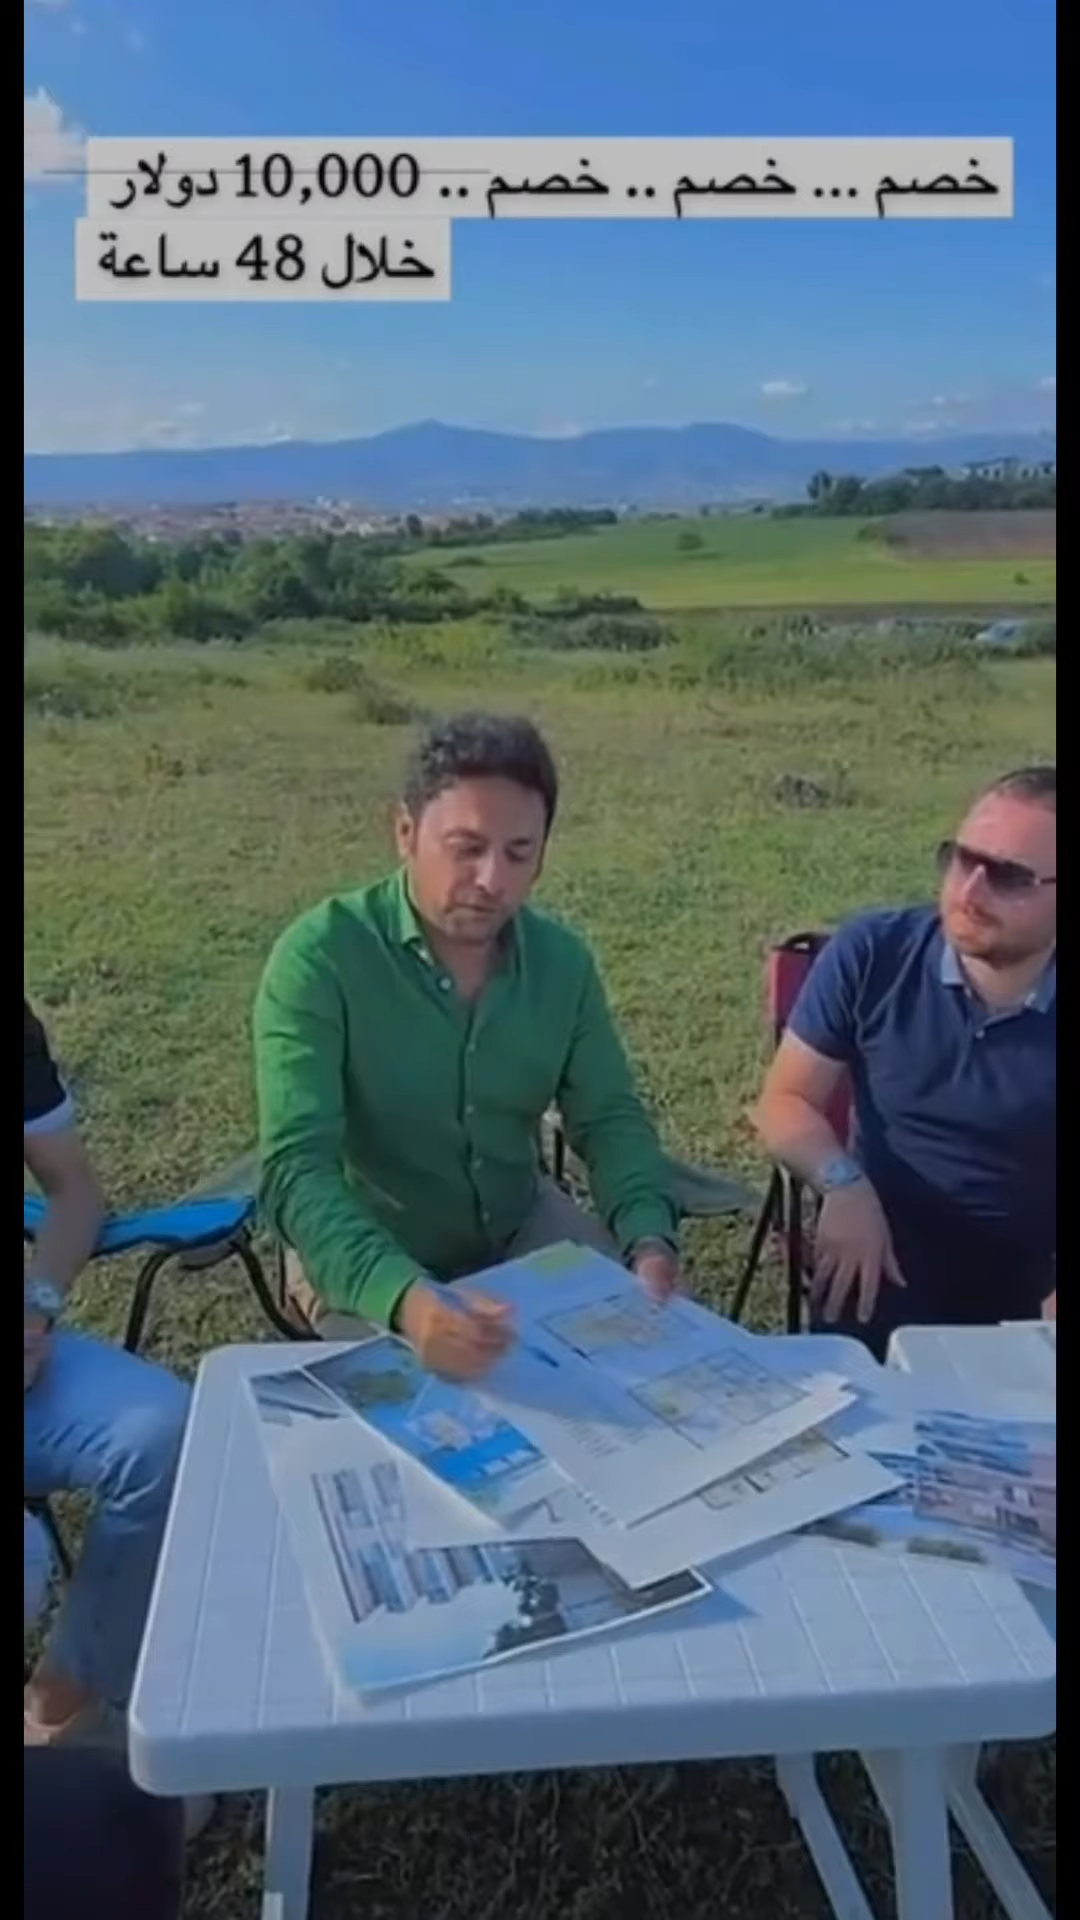 خصم ... خصم .. خصم .. 10,000 دولار
خلال 48 ساعة